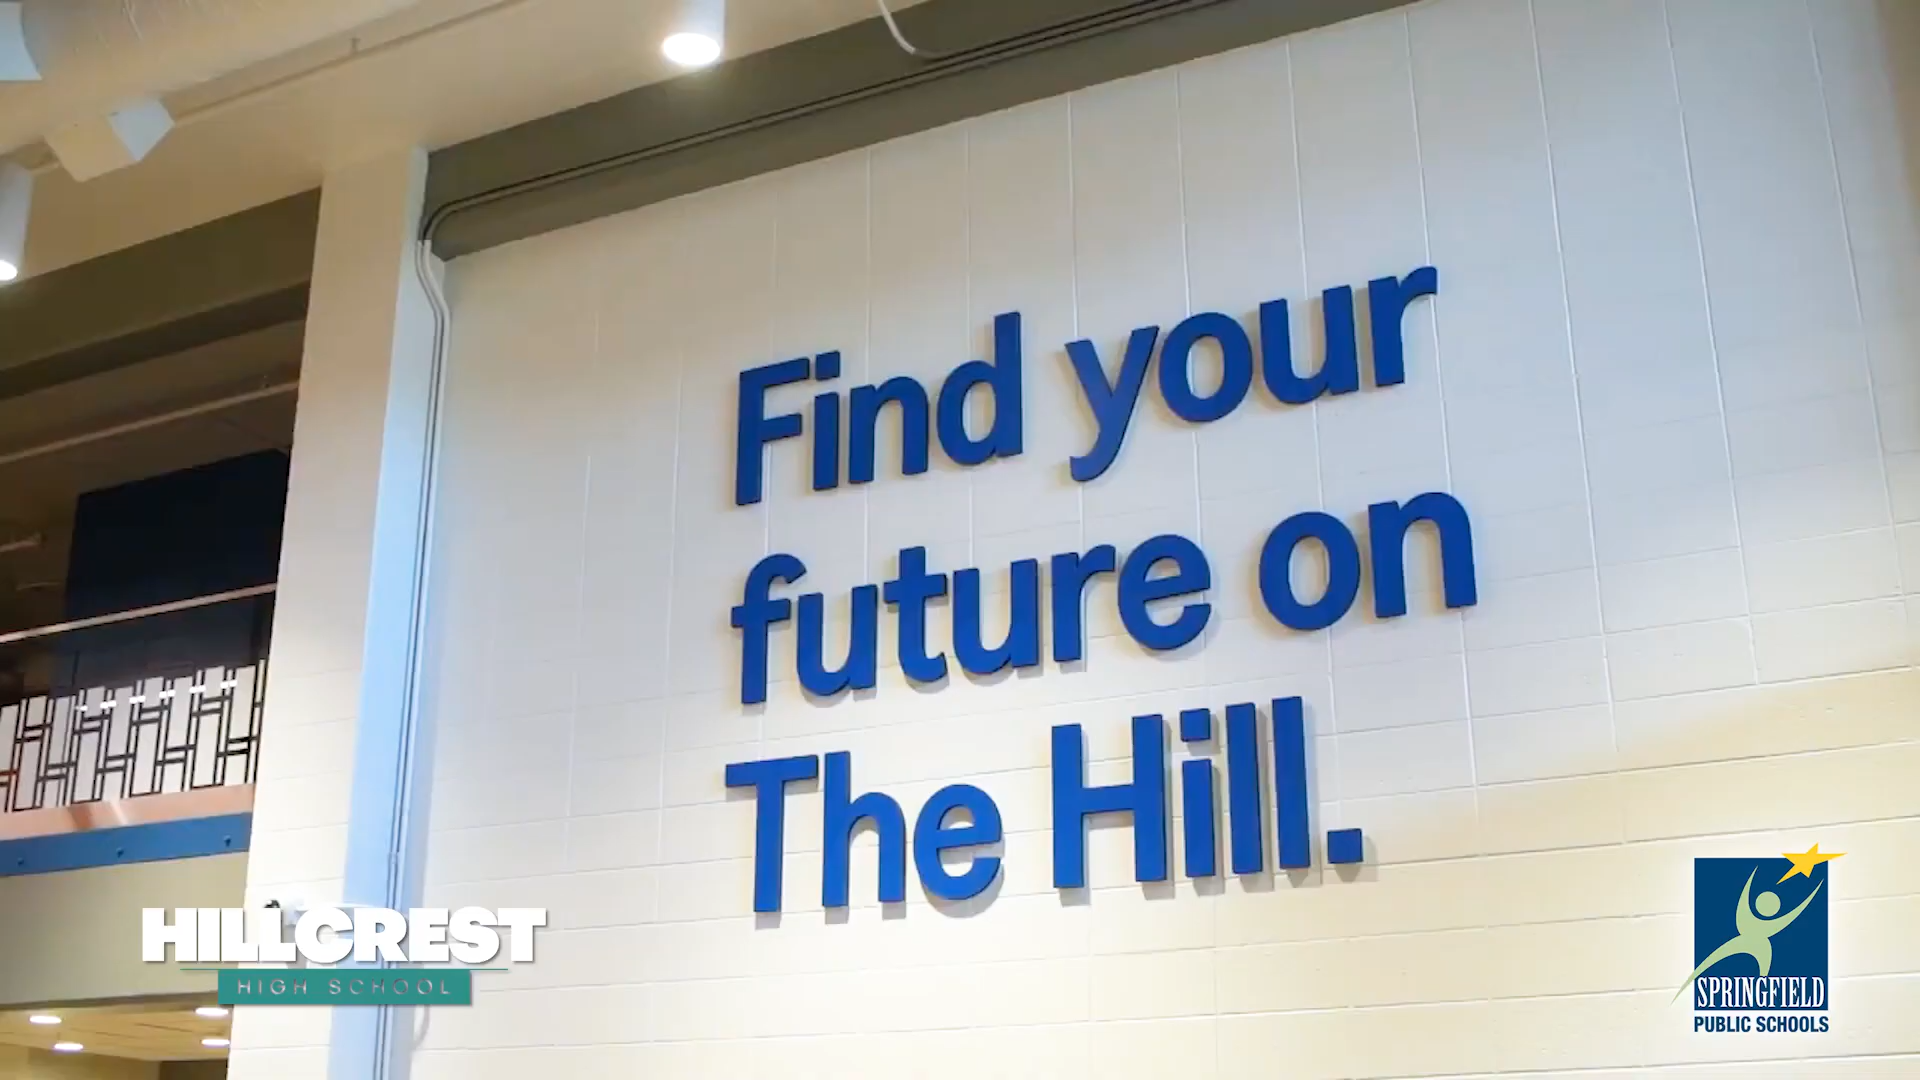 Find your
future on
The Hill.
HILLCREST
HIGH SCHOOL
SPRINGFIELD
PUBLIC SCHOOLS